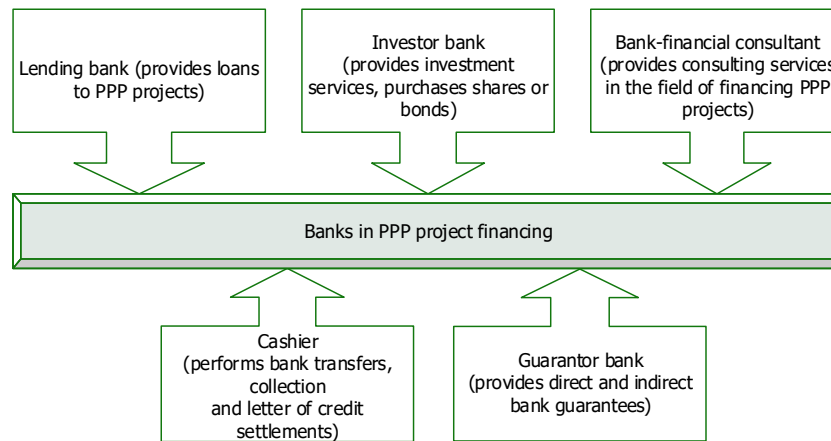 Lending bank (provides loans
to PPP projects)
Investor bank
(provides investment
services, purchases shares or
bonds)
Bank-financial consultant
(provides consulting services
in the field of financing PPP
projects)
Banks in PPP project financing
Cashier
(performs bank transfers,
collection
and letter of credit
settlements)
Guarantor bank
(provides direct and indirect
bank guarantees)